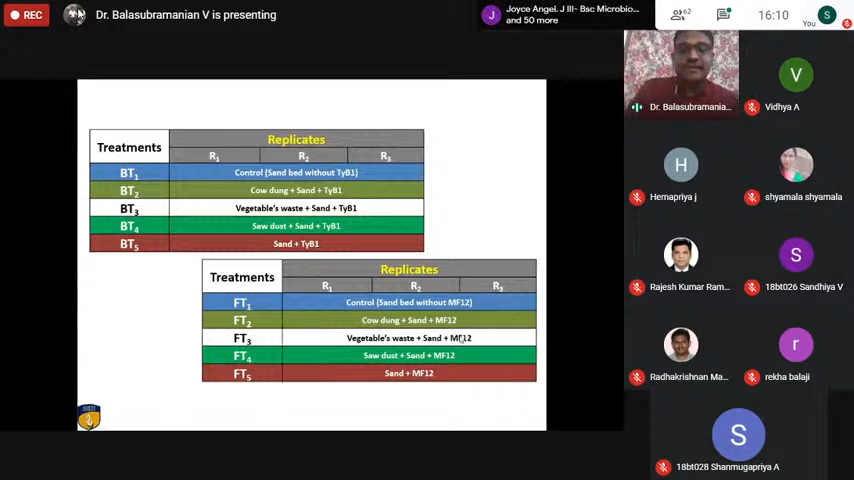 REC
Dr. Balasubramanian V is presenting
J
Joyce Angel. J III- Bsc Microbio...
and 50 more
62
16:10
You
S
Treatments
Replicates
R1 R2 R3
BT1 Control (Sand bed without TyB1)
BT2 Cow dung + Sand + TyB1
BT3 Vegetable's waste + Sand + TyB1
BT4 Saw dust + Sand + TyB1
BT5 Sand + TyB1
Treatments
Replicates
R1 R2 R3
FT1 Control (Sand bed without MF12)
FT2 Cow dung + Sand + MF12
FT3 Vegetable's waste + Sand + MF12
FT4 Saw dust + Sand + MF12
FT5 Sand + MF12
Dr. Balasubramania...
V
Vidhya A
H
Hemapriya j
shyamala shyamala
Rajesh Kumar Ram...
S
18bt026 Sandhiya V
Radhakrishnan Ma...
r
rekha balaji
S
18bt028 Shanmugapriya A